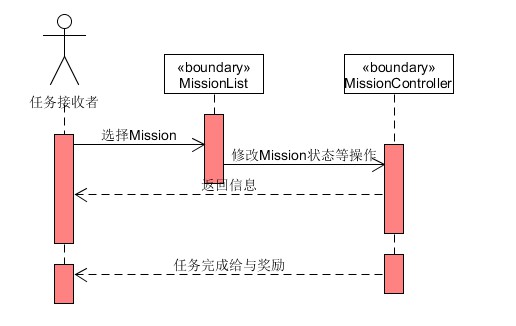 «boundary»
MissionList
«boundary»
MissionController
任务接收者
选择Mission
修改Mission状态等操作
返回信息
任务完成给与奖励